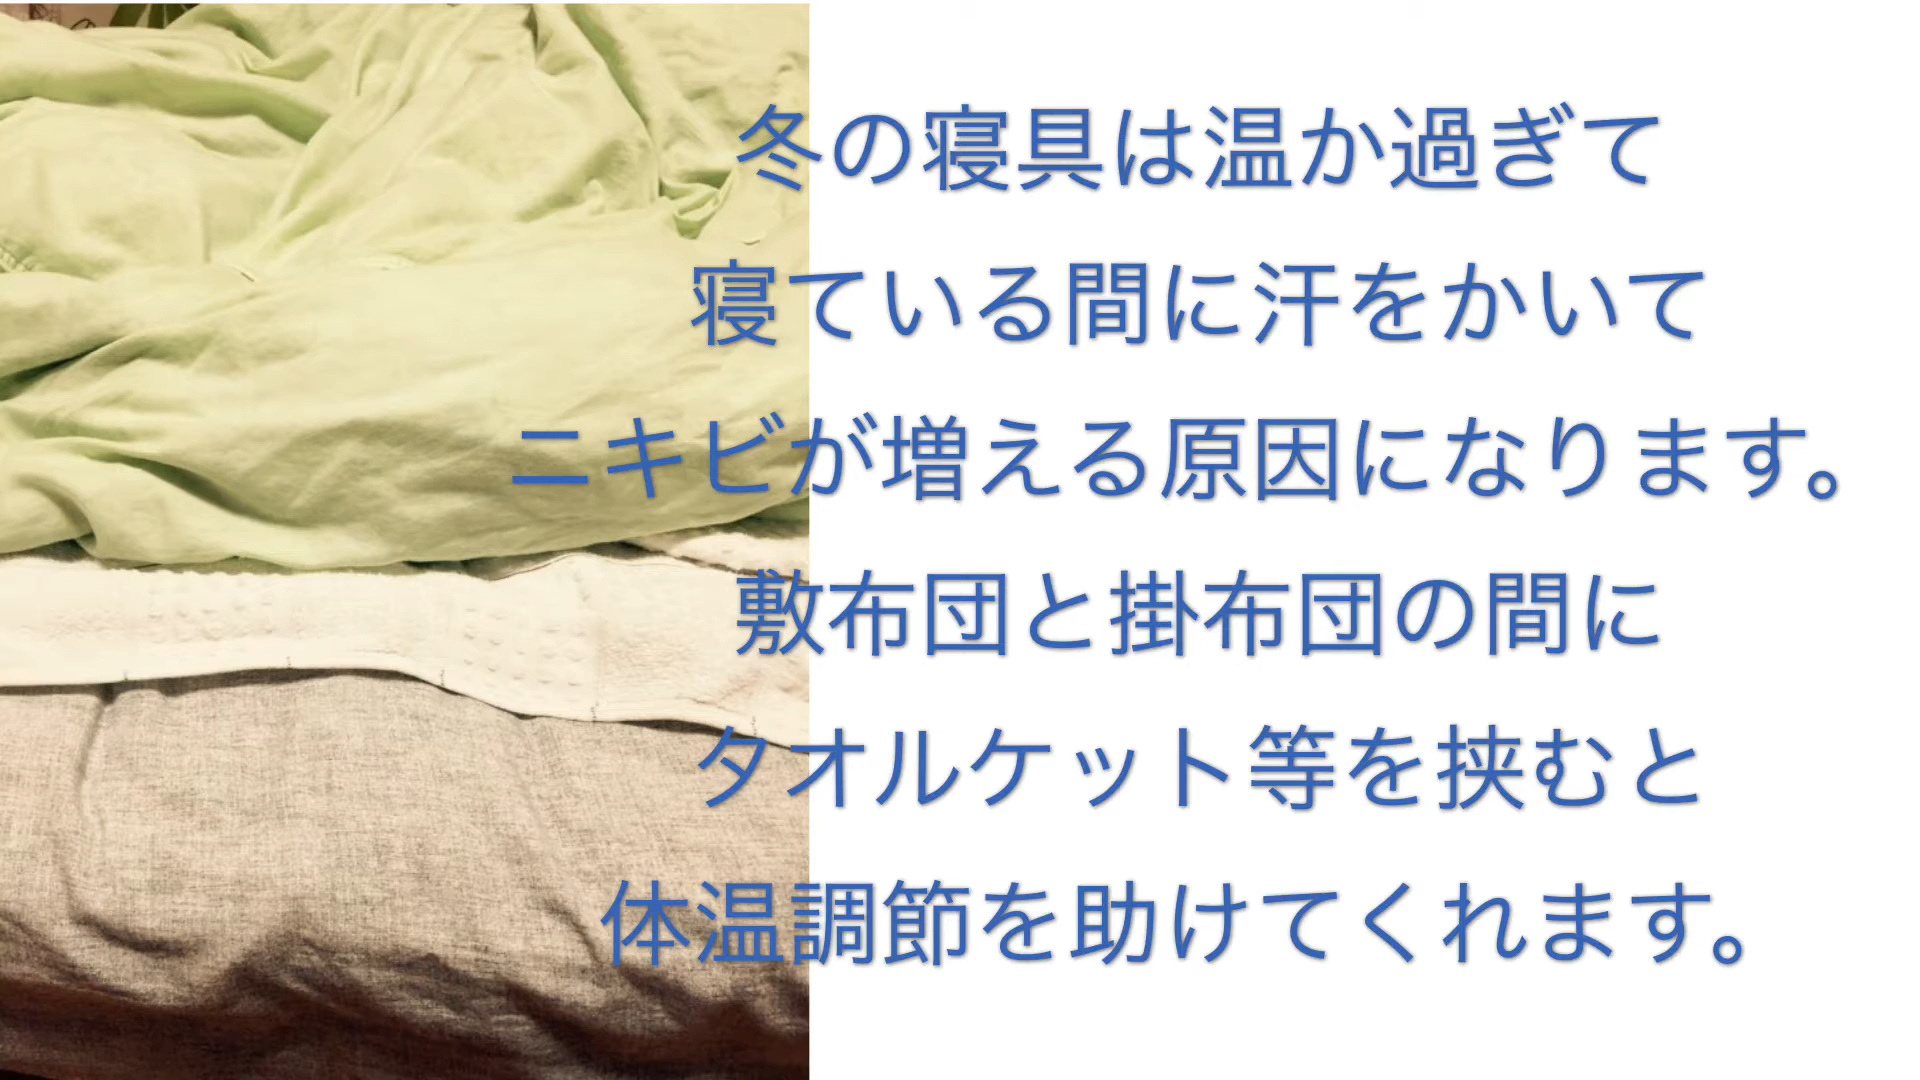 冬の寝具は温か過ぎて
寝ている間に汗をかいて
ニキビが増える原因になります。
敷布団と掛布団の間に
タオルケット等を挟むと
体温調節を助けてくれます。